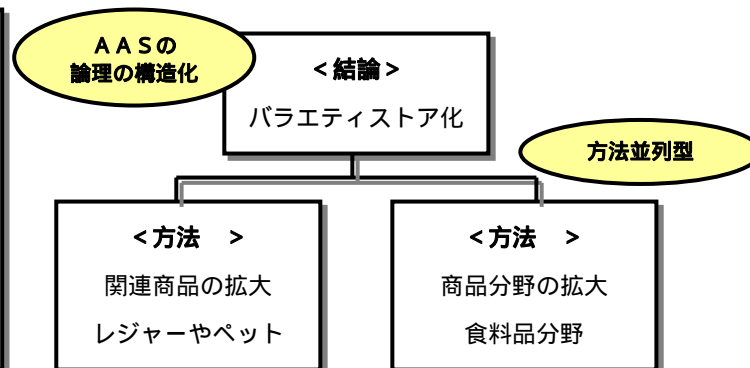 ＡＡＳの
論理の構造化
＜結論＞
バラエティストア化
方法並列型
＜方法　＞
関連商品の拡大
レジャーやペット
＜方法　＞
商品分野の拡大
食料品分野